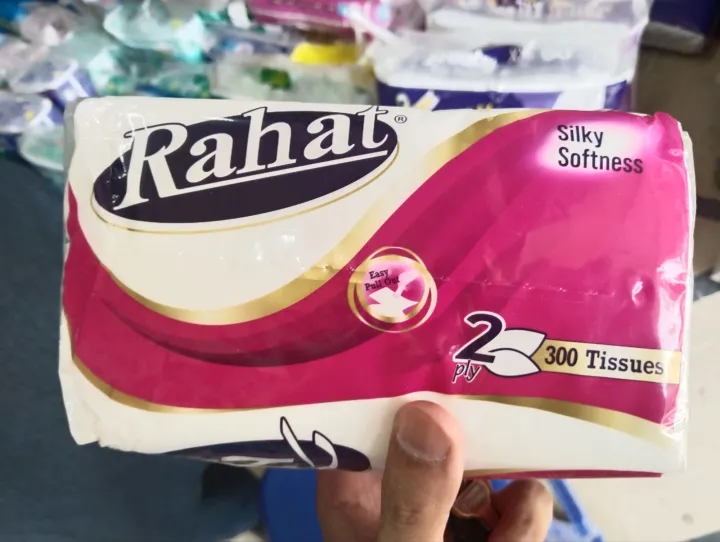 Rahat®
Silky
Softness
Easy
Pull Out
2
ply
300 Tissues